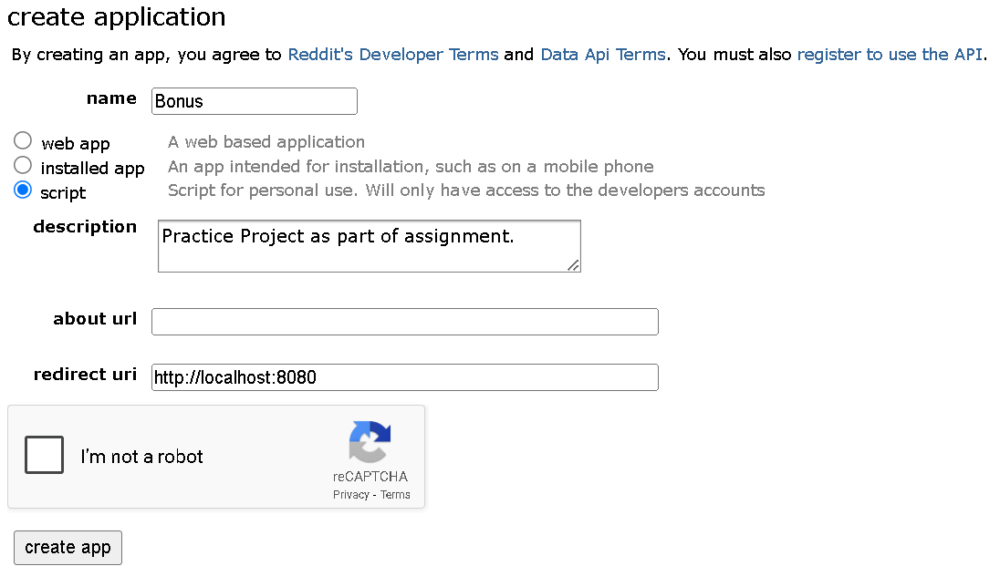 create application
By creating an app, you agree to Reddit's Developer Terms and Data Api Terms. You must also register to use the API.
name Bonus
web app A web based application
installed app An app intended for installation, such as on a mobile phone
script Script for personal use. Will only have access to the developers accounts
description Practice Project as part of assignment.
about url
redirect uri http://localhost:8080
I'm not a robot
reCAPTCHA
Privacy - Terms
create app